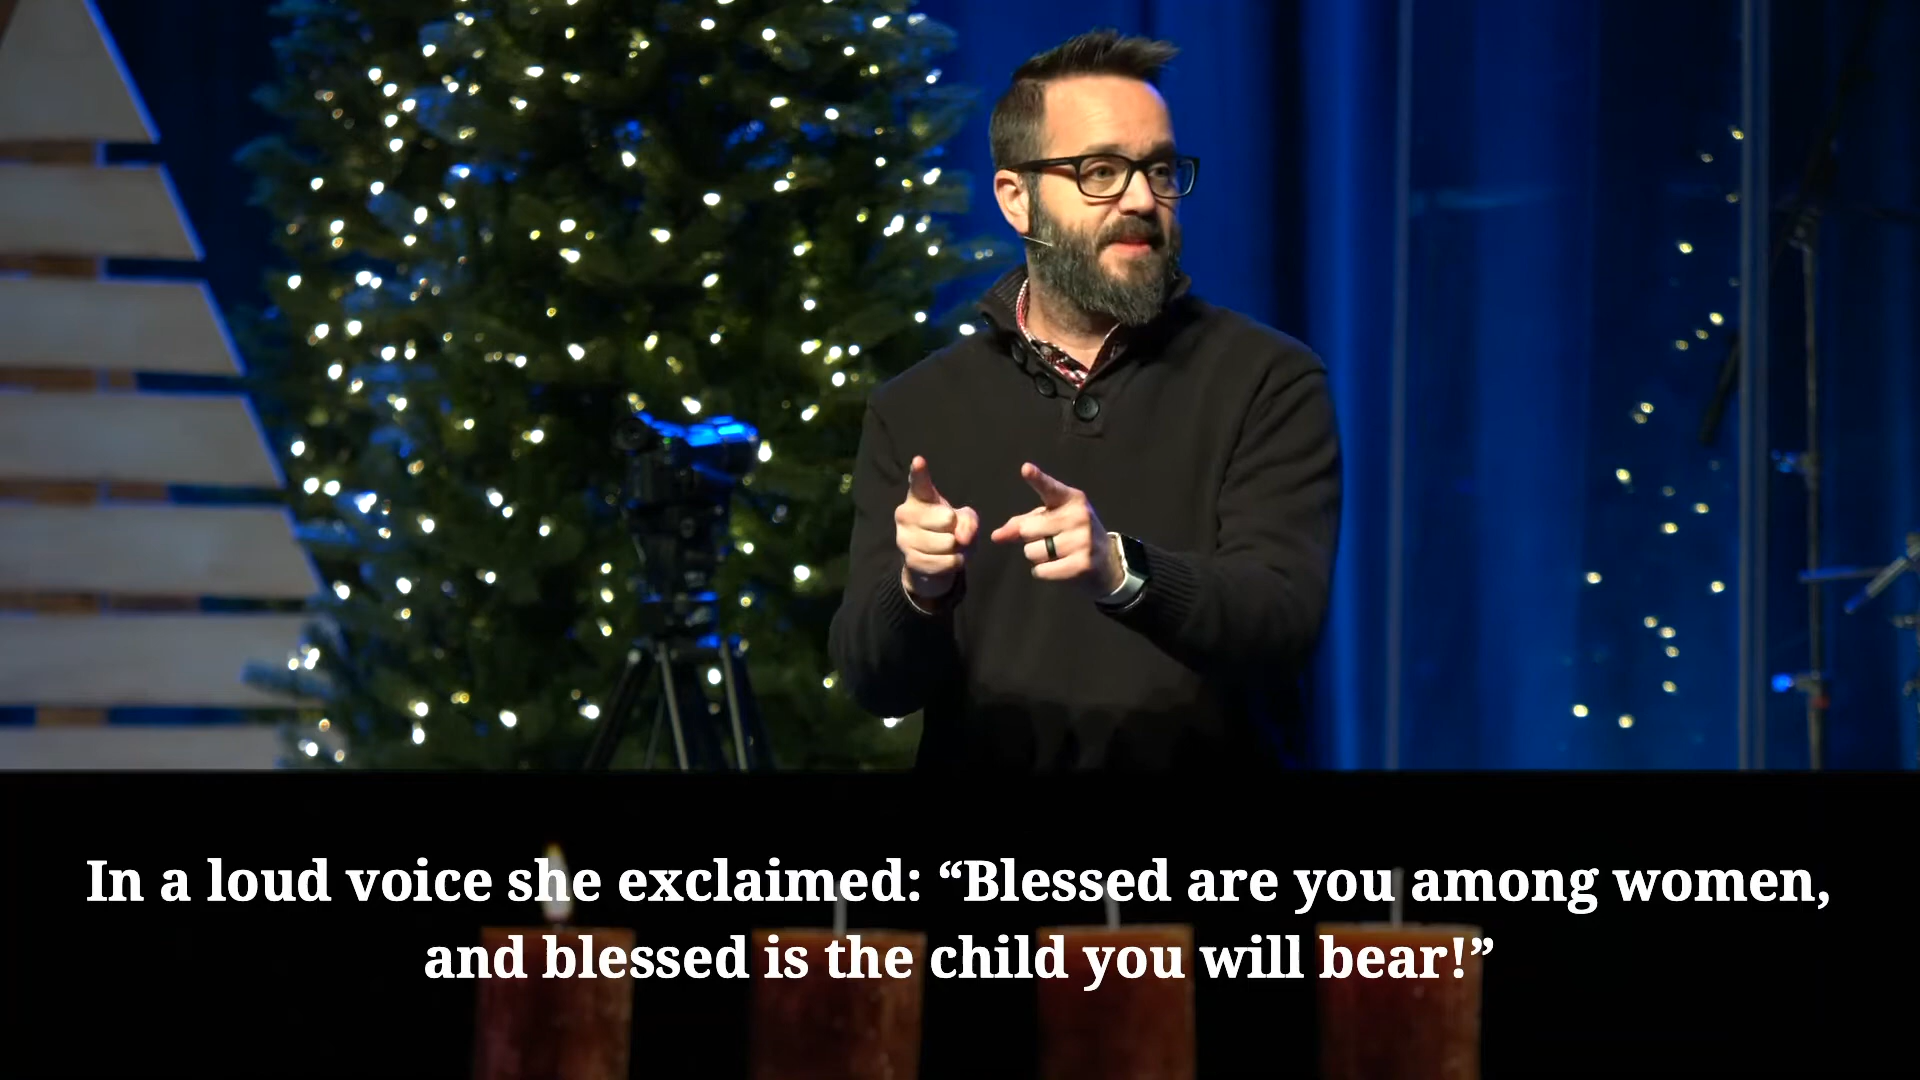 In a loud voice she exclaimed: “Blessed are you among women,
and blessed is the child you will bear!”